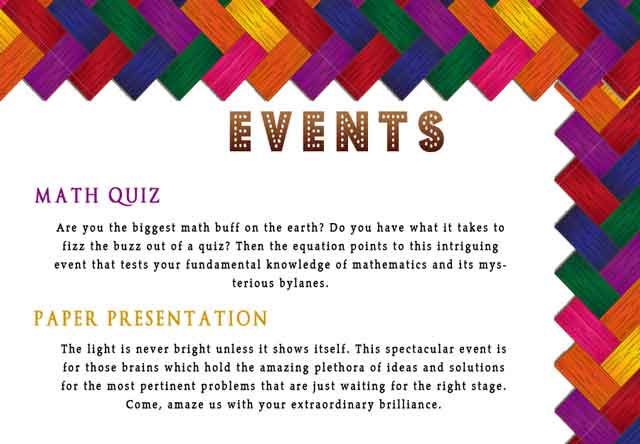 EVENTS
MATH QUIZ
Are you the biggest math buff on the earth? Do you have what it takes to
fizz the buzz out of a quiz? Then the equation points to this intriguing
event that tests your fundamental knowledge of mathematics and its mys-
terious bylanes.
PAPER PRESENTATION
The light is never bright unless it shows itself. This spectacular event is
for those brains which hold the amazing plethora of ideas and solutions
for the most pertinent problems that are just waiting for the right stage.
Come, amaze us with your extraordinary brilliance.